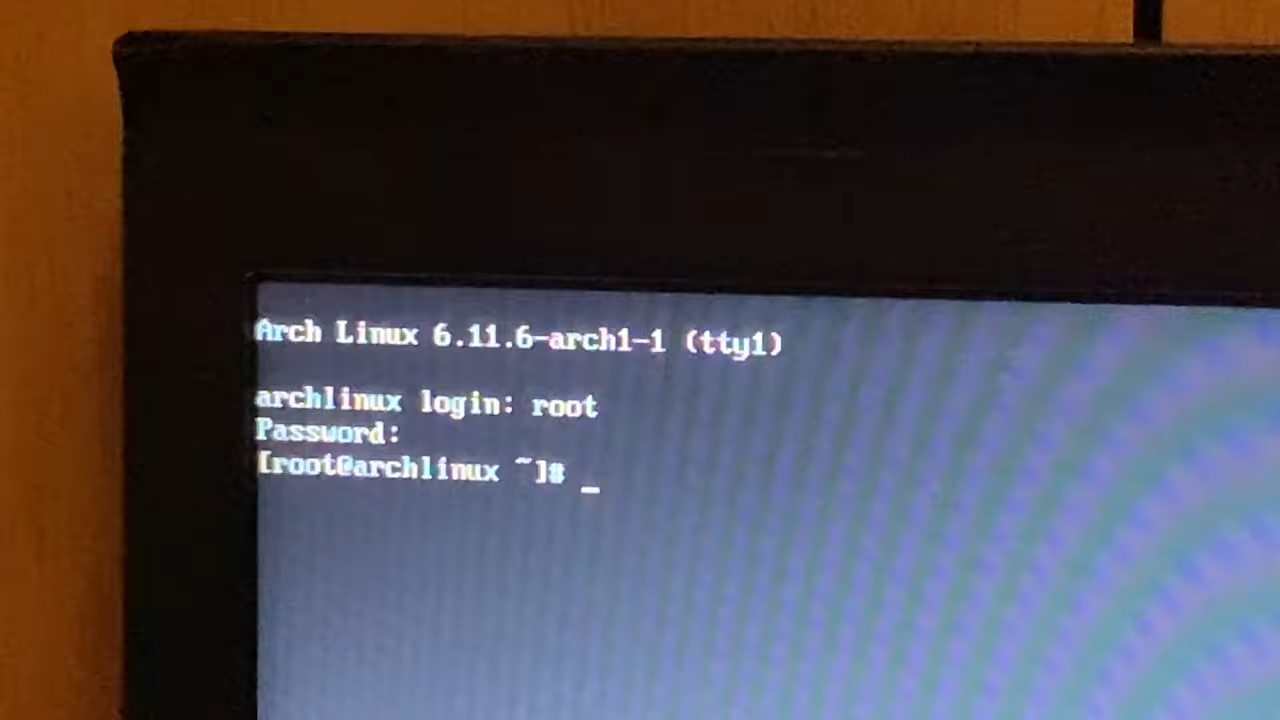 Arch Linux 6.11.6-arch1-1 (tty1)
archlinux login: root
Password:
[root@archlinux ~]# _